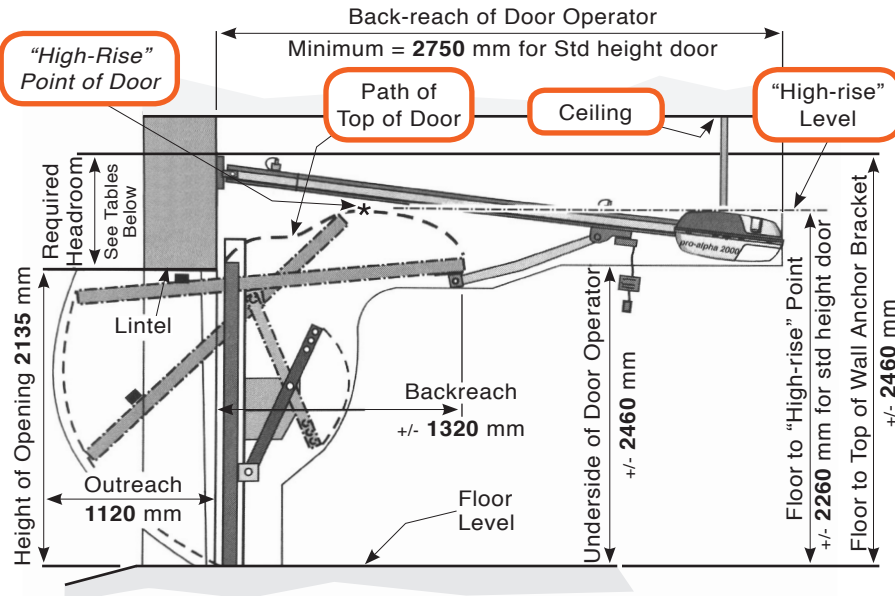 Back-reach of Door Operator
Minimum = 2750 mm for Std height door
“High-Rise”
Point of Door
Path of
Top of Door
Ceiling
“High-rise”
Level
Required
Headroom
See Tables
Below
*
pro-alpha 2000
Lintel
Height of Opening 2135 mm
Backreach
+/- 1320 mm
Outreach
1120 mm
Floor
Level
Underside of Door Operator
+/- 2460 mm
Floor to “High-rise” Point
+/- 2260 mm for std height door
Floor to Top of Wall Anchor Bracket
+/- 2460 mm